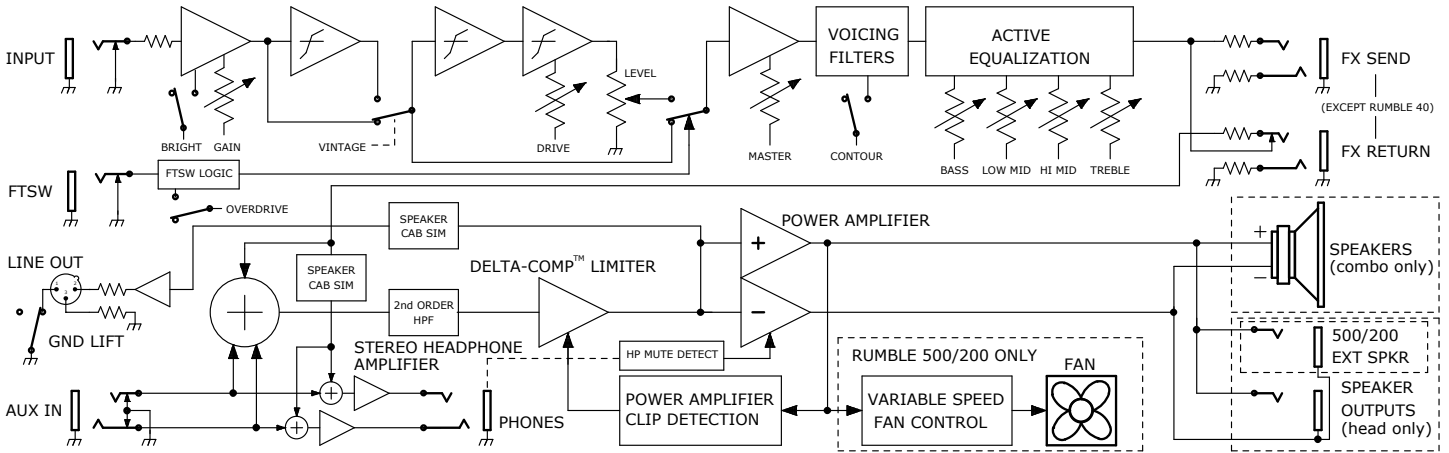 INPUT
BRIGHT
GAIN
VINTAGE
DRIVE
LEVEL
MASTER
VOICING
FILTERS
CONTOUR
ACTIVE
EQUALIZATION
BASS
LOW MID
HI MID
TREBLE
FX SEND
(EXCEPT RUMBLE 40)
FX RETURN
FTSW
FTSW LOGIC
OVERDRIVE
SPEAKER
CAB SIM
POWER AMPLIFIER
+
−
LINE OUT
GND LIFT
SPEAKER
CAB SIM
2nd ORDER
HPF
DELTA-COMP™ LIMITER
+
−
SPEAKERS
(combo only)
STEREO HEADPHONE
AMPLIFIER
HP MUTE DETECT
RUMBLE 500/200 ONLY
FAN
500/200
EXT SPKR
AUX IN
PHONES
POWER AMPLIFIER
CLIP DETECTION
VARIABLE SPEED
FAN CONTROL
SPEAKER
OUTPUTS
(head only)